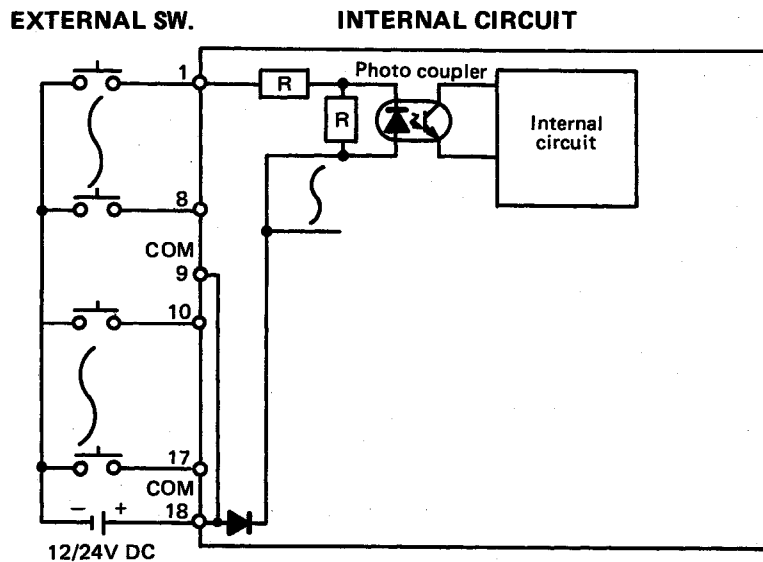 EXTERNAL SW. INTERNAL CIRCUIT
1
R
Photo coupler
R
Internal
circuit
8
COM
9
10
17
COM
− + 18
12/24V DC